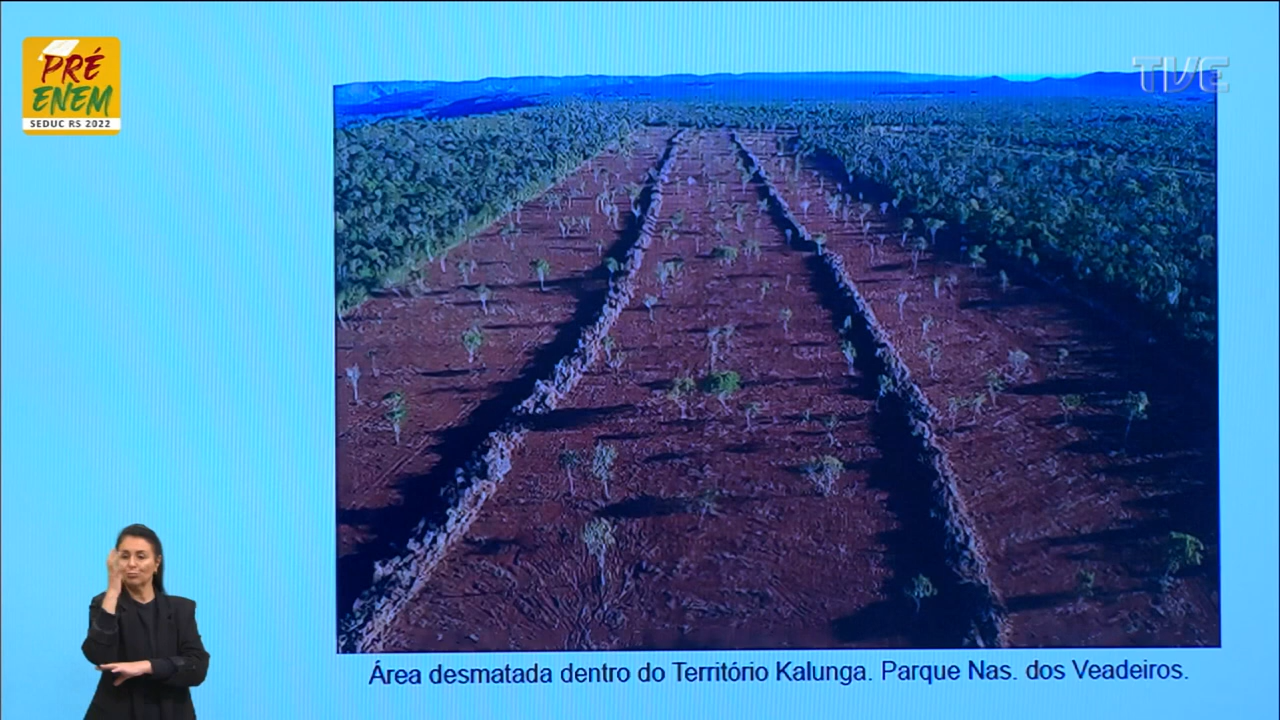 PRÉ
ENEM
SEDUC RS 2022
TVE
Área desmatada dentro do Território Kalunga. Parque Nas. dos Veadeiros.